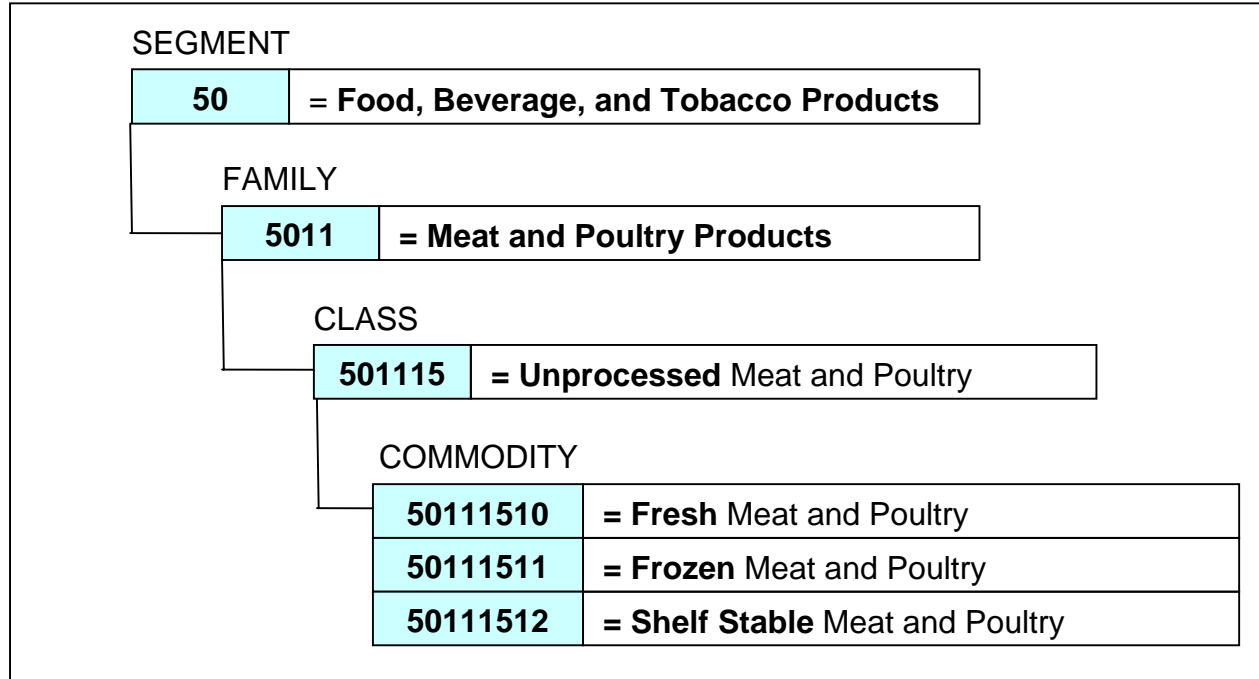 SEGMENT
50 = Food, Beverage, and Tobacco Products
FAMILY
5011 = Meat and Poultry Products
CLASS
501115 = Unprocessed Meat and Poultry
COMMODITY
50111510 = Fresh Meat and Poultry
50111511 = Frozen Meat and Poultry
50111512 = Shelf Stable Meat and Poultry